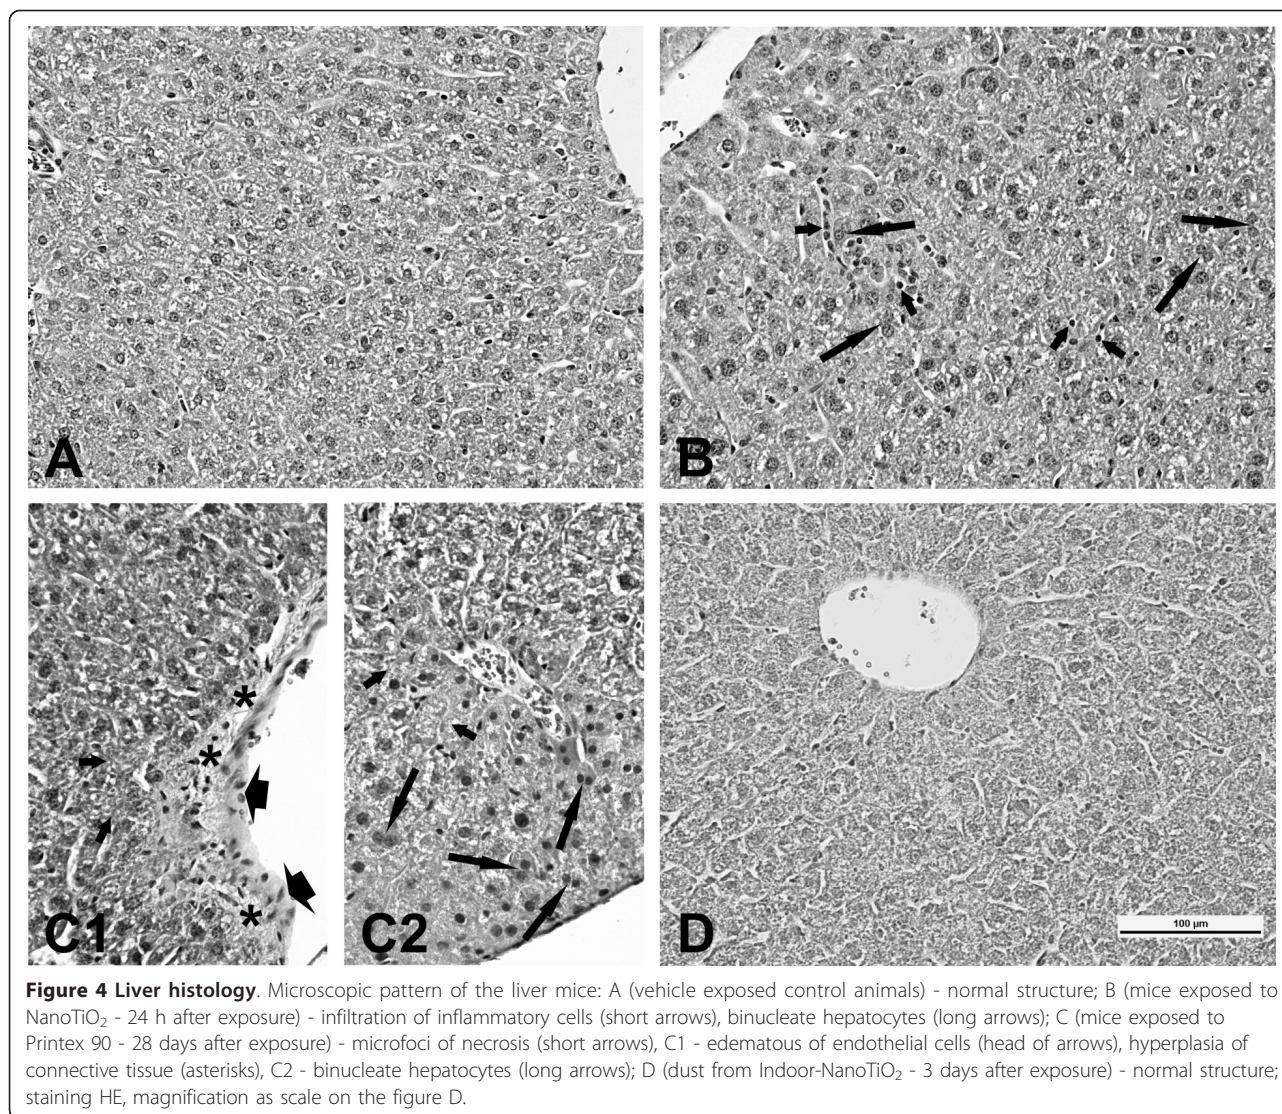 A
B
*
*
*
C1
C2
D
100 µm
Figure 4 Liver histology. Microscopic pattern of the liver mice: A (vehicle exposed control animals) - normal structure; B (mice exposed to
NanoTiO₂ - 24 h after exposure) - infiltration of inflammatory cells (short arrows), binucleate hepatocytes (long arrows); C (mice exposed to
Printex 90 - 28 days after exposure) - microfoci of necrosis (short arrows), C1 - edematous of endothelial cells (head of arrows), hyperplasia of
connective tissue (asterisks), C2 - binucleate hepatocytes (long arrows); D (dust from Indoor-NanoTiO₂ - 3 days after exposure) - normal structure;
staining HE, magnification as scale on the figure D.